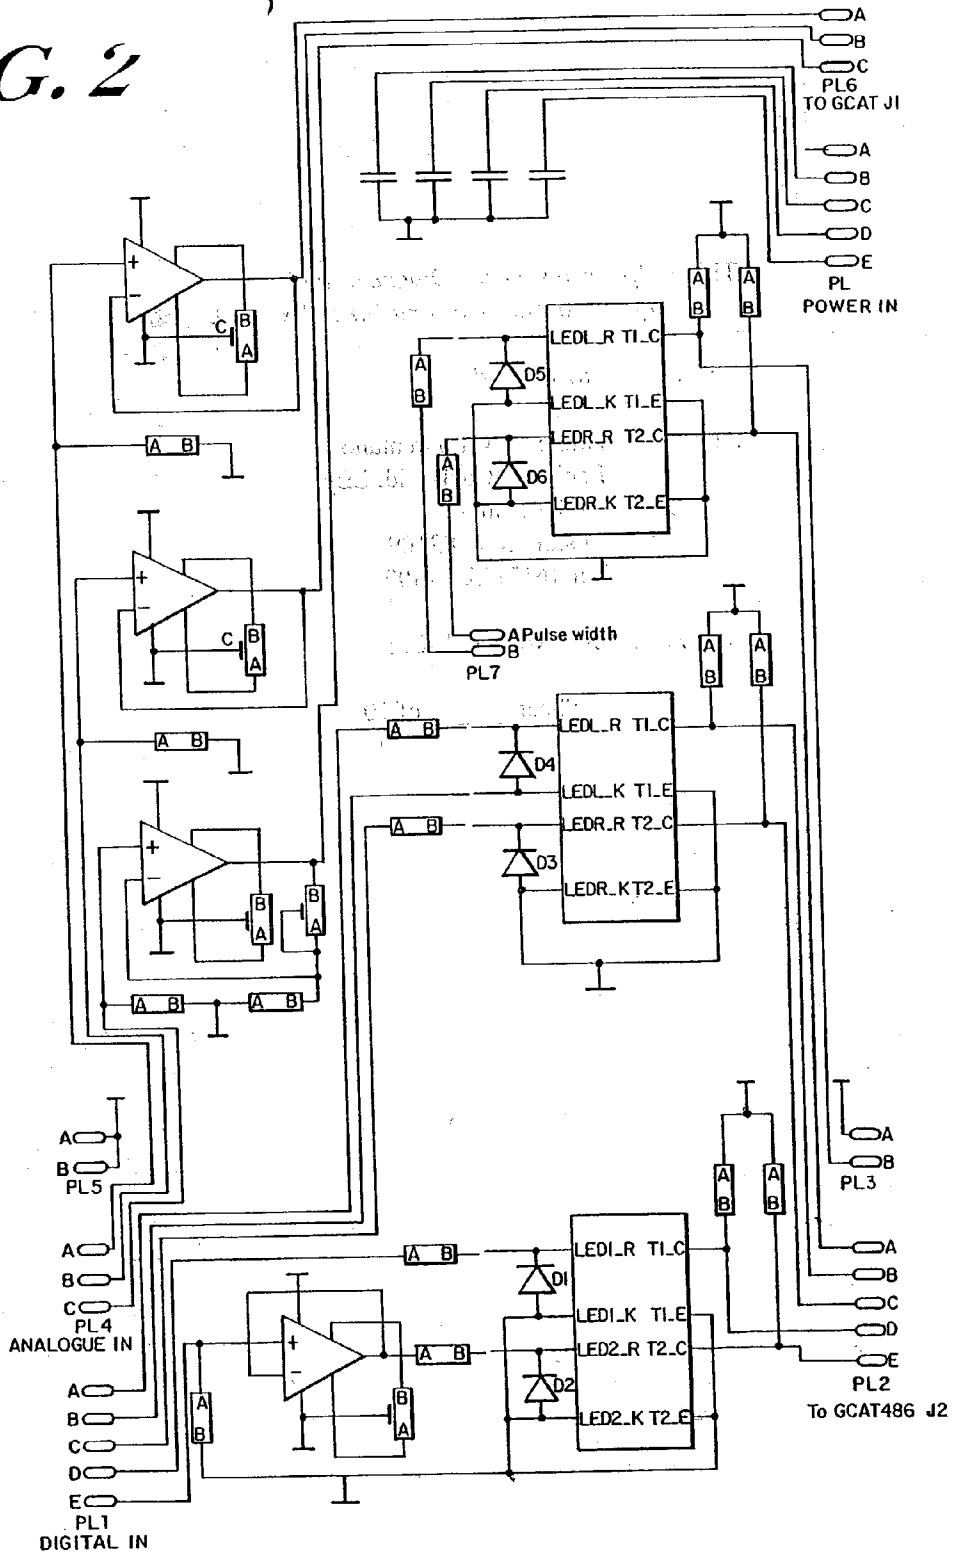 G. 2
A
B
C
PL6
TO GCAT J1
A
B
C
D
E
PL
POWER IN
+
−
C
B
A
A B
A
B
A
B
A
B
LEDL_R T1_C
D5
LEDL_K T1_E
LEDR_R T2_C
A
B
D6
LEDR_K T2_E
+
−
C
B
A
A B
A Pulse width
B
PL7
A
B
A
B
A B
LEDL_R T1_C
D4
LEDL_K T1_E
A B
LEDR_R T2_C
D3
LEDR_K T2_E
+
−
B
A
B
A
A B
A B
A
B
PL5
A
B
PL3
A
B
A
B
A
B
C
PL4
ANALOGUE IN
A B
LED1_R T1_C
D1
LED1_K T1_E
+
−
A B
LED2_R T2_C
D2
LED2_K T2_E
A
B
B
A
A
B
C
D
E
PL2
To GCAT486 J2
A
B
C
D
E
PL1
DIGITAL IN